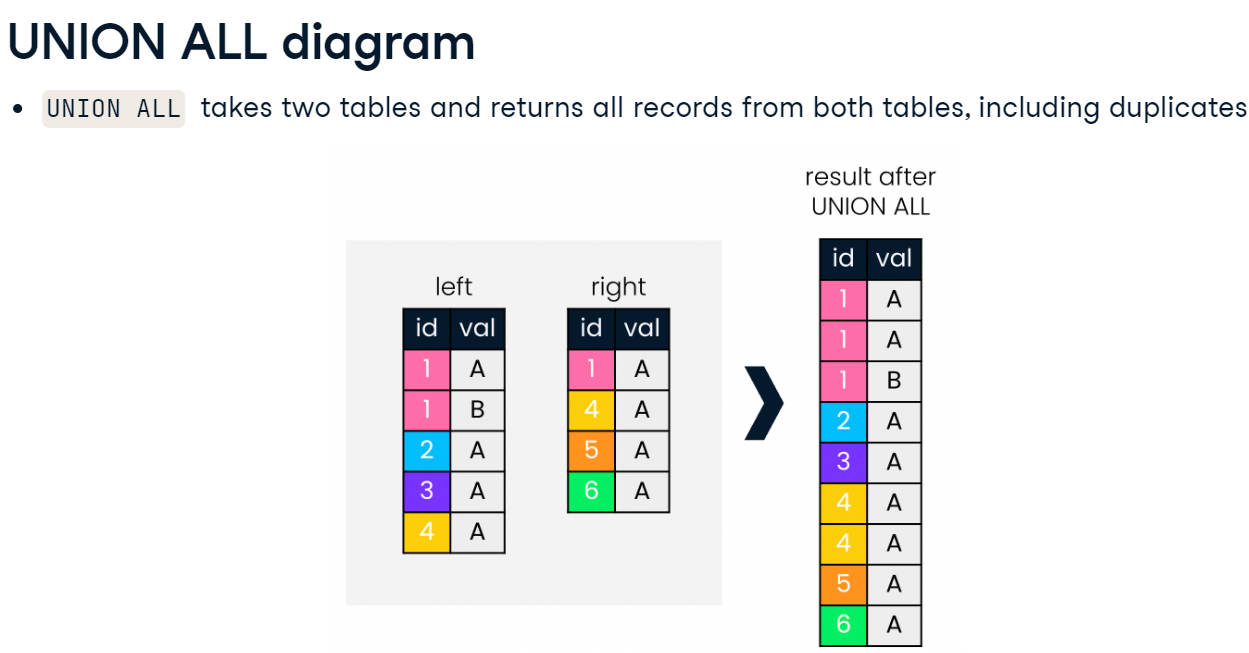 UNION ALL diagram
• UNION ALL takes two tables and returns all records from both tables, including duplicates
result after
UNION ALL
left
id val
1 A
1 B
2 A
3 A
4 A
right
id val
1 A
4 A
5 A
6 A
id val
1 A
1 A
1 B
2 A
3 A
4 A
4 A
5 A
6 A